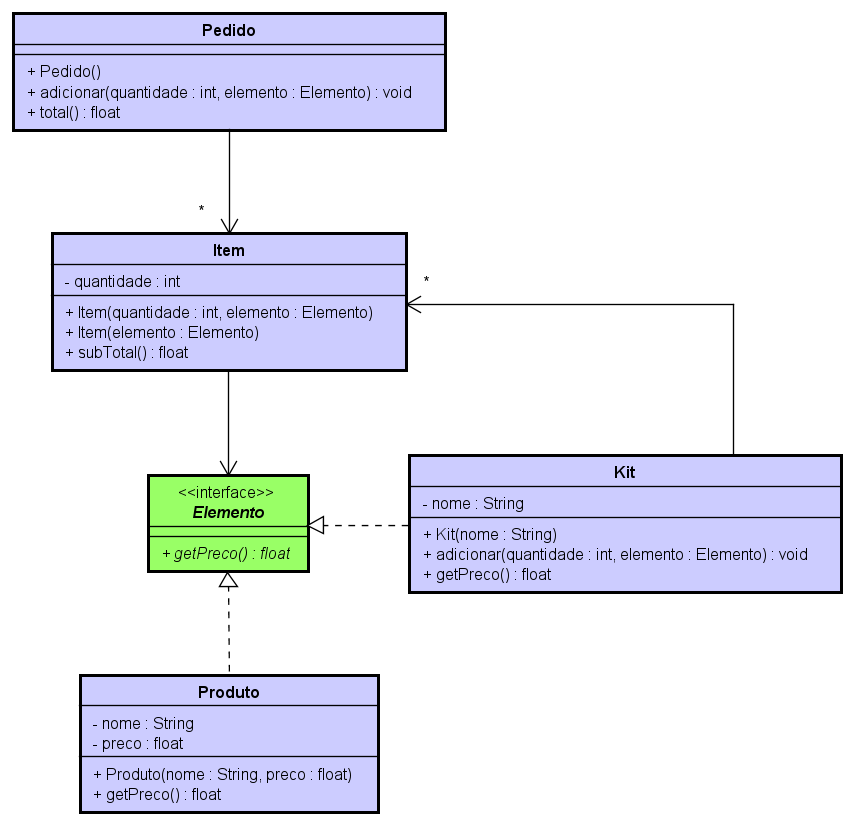 Pedido
+ Pedido()
+ adicionar(quantidade : int, elemento : Elemento) : void
+ total() : float
*
Item
- quantidade : int
+ Item(quantidade : int, elemento : Elemento)
+ Item(elemento : Elemento)
+ subTotal() : float
*
Kit
- nome : String
+ Kit(nome : String)
+ adicionar(quantidade : int, elemento : Elemento) : void
+ getPreco() : float
<<interface>>
Elemento
+ getPreco() : float
Produto
- nome : String
- preco : float
+ Produto(nome : String, preco : float)
+ getPreco() : float